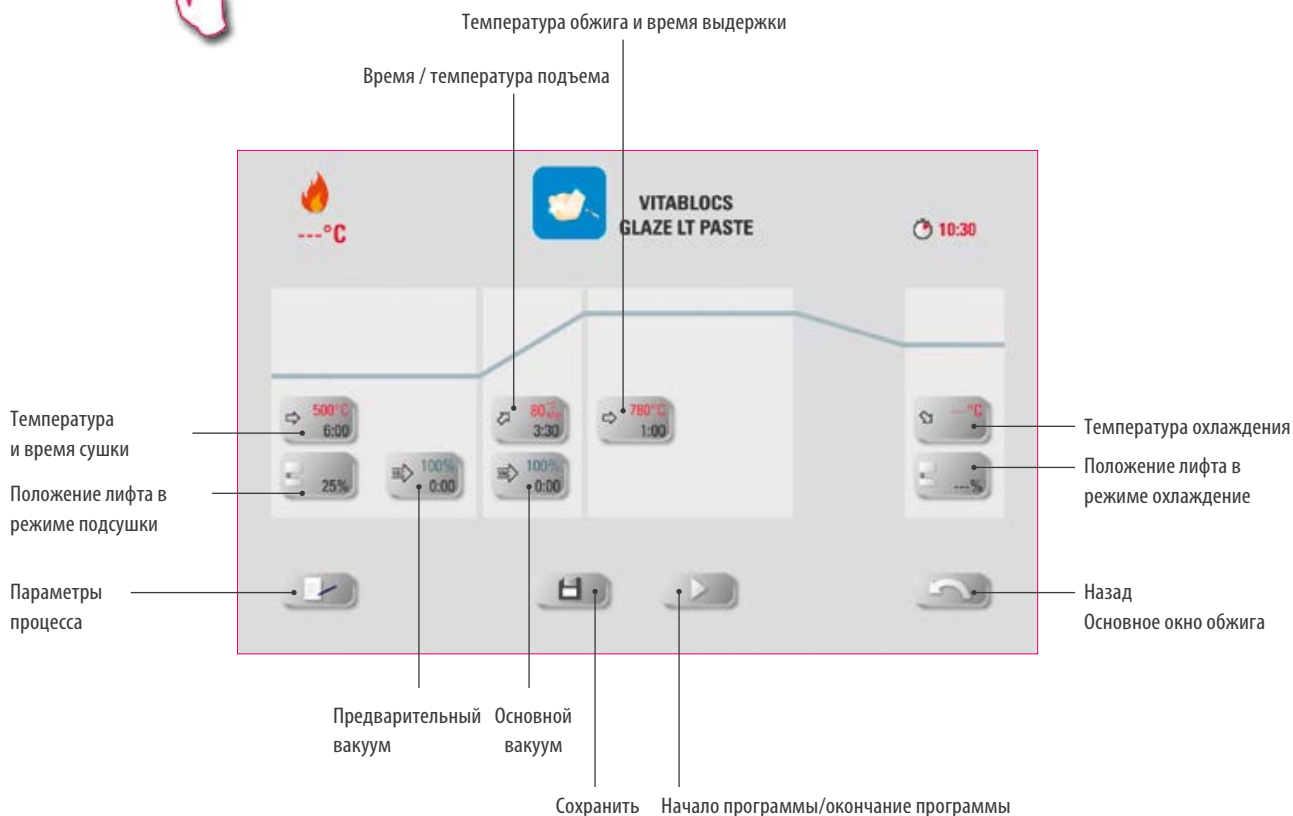 Температура обжига и время выдержки
Время / температура подъема
---°C
VITABLOCS
GLAZE LT PASTE
10:30
Температура
и время сушки
500°C
6:00
80
3:30
780°C
1:00
---°C
Температура охлаждения
Положение лифта в
режиме подсушки
25%
100%
0:00
100%
0:00
---%
Положение лифта в
режиме охлаждение
Параметры
процесса
Назад
Основное окно обжига
Предварительный
вакуум
Основной
вакуум
Сохранить
Начало программы/окончание программы